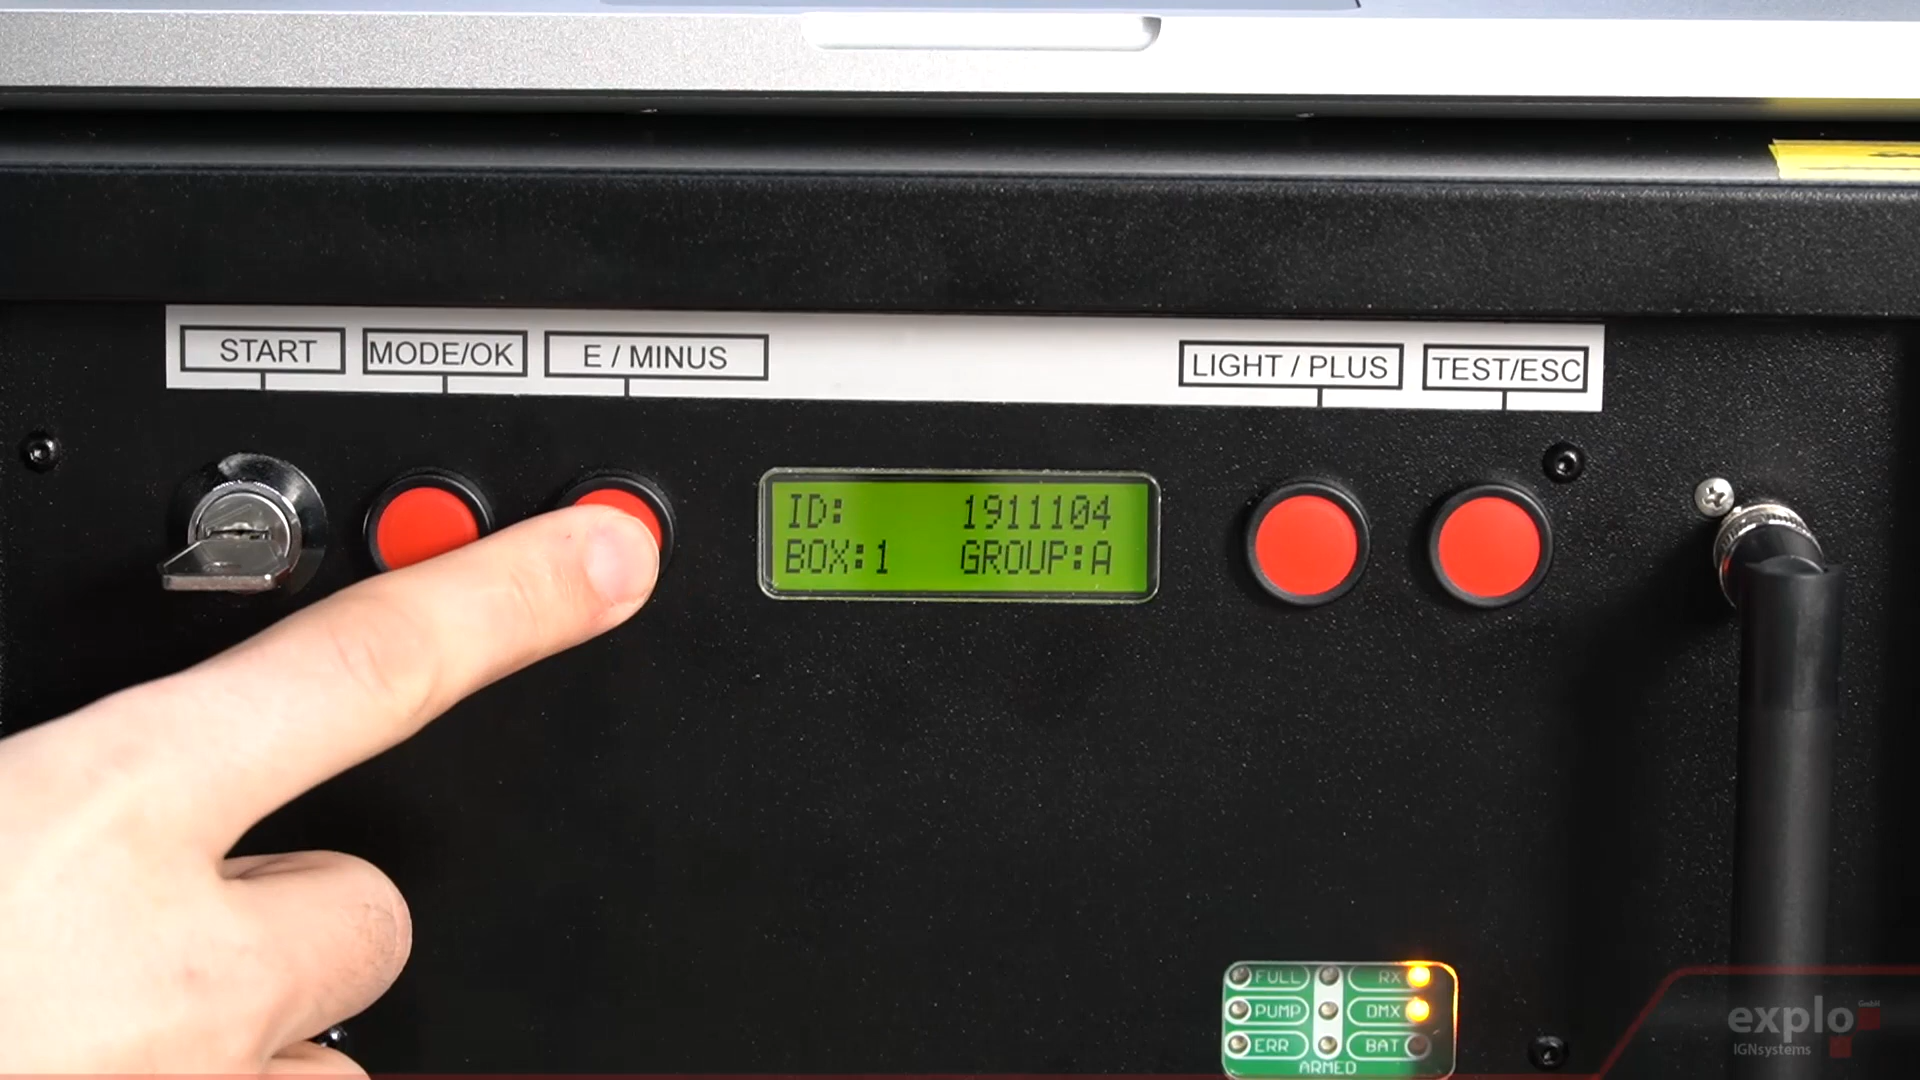 START MODE/OK E / MINUS LIGHT / PLUS TEST/ESC
ID: 1911104
BOX:1 GROUP:A
FULL RX
PUMP DMX
ERR BAT
ARMED
explo GmbH
IGNsystems